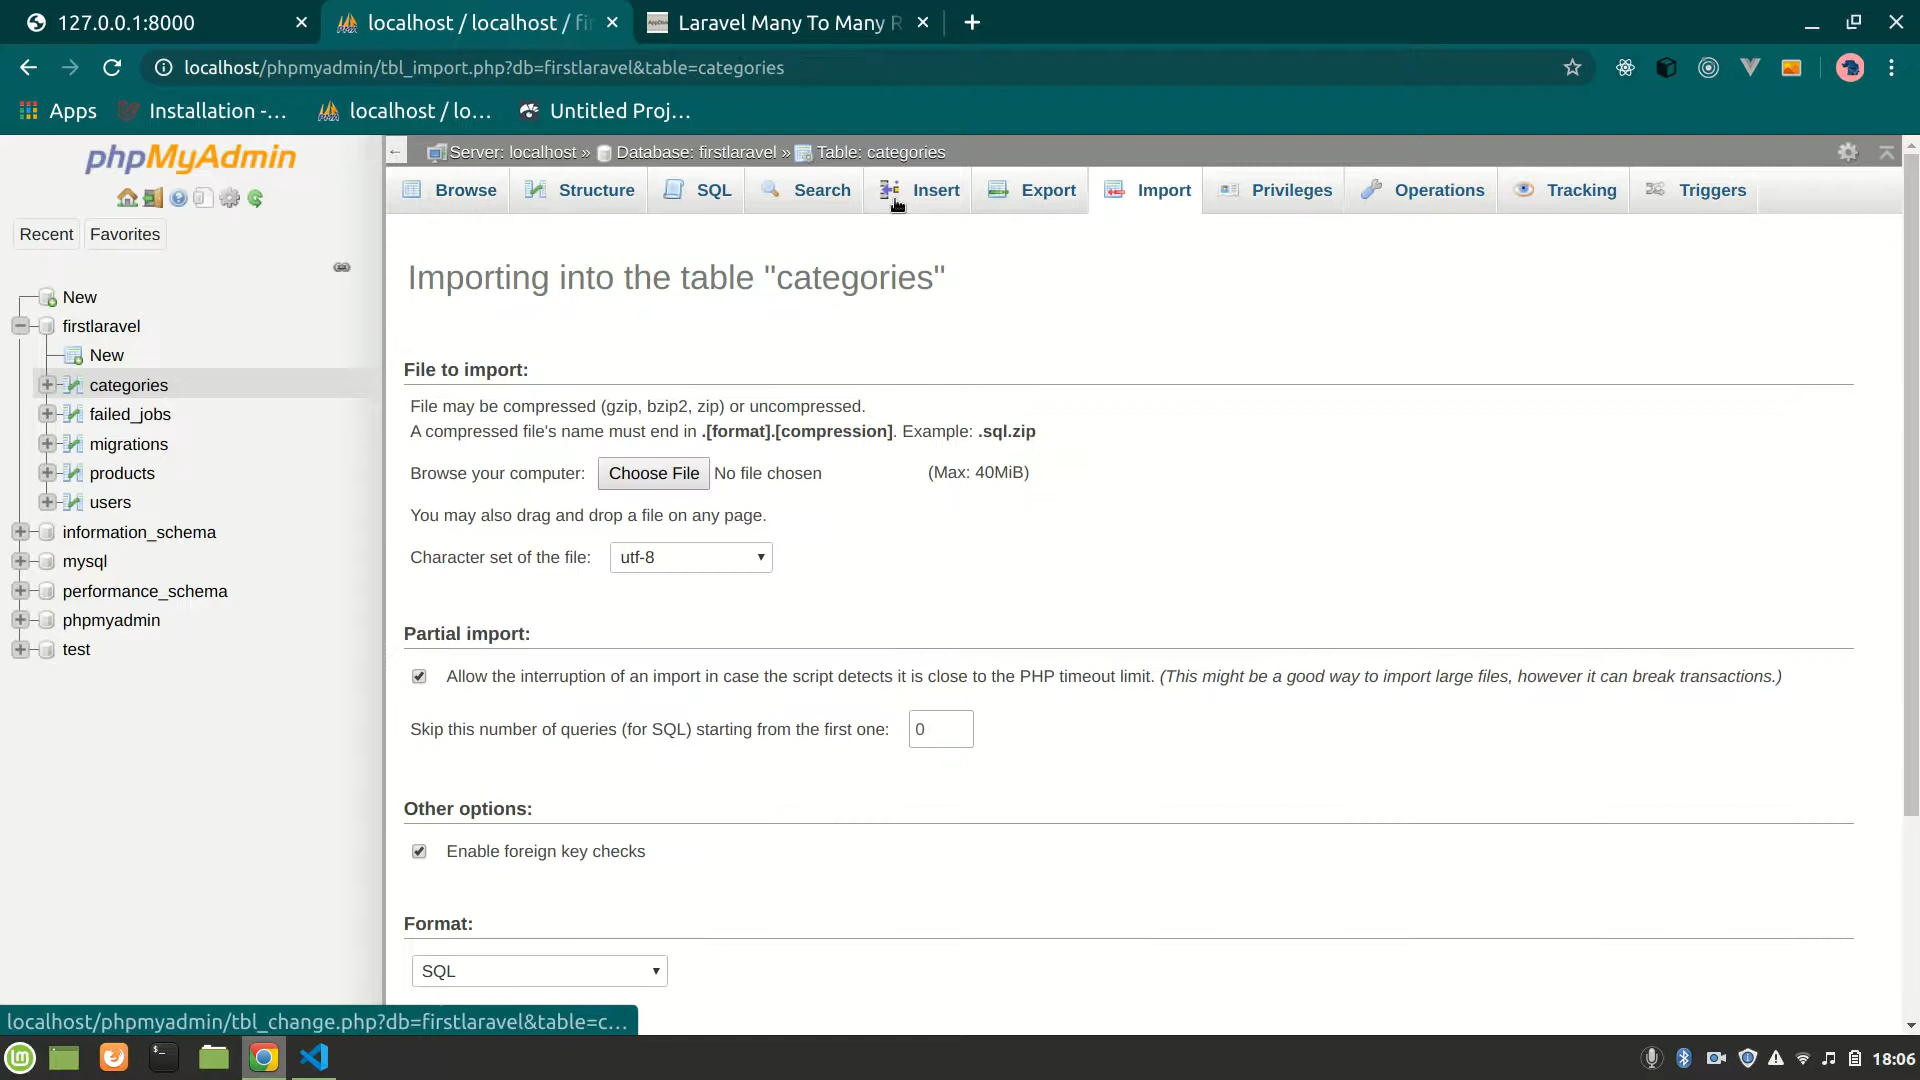 127.0.0.1:8000
localhost / localhost / fi
Laravel Many To Many R
localhost/phpmyadmin/tbl_import.php?db=firstlaravel&table=categories
Apps
Installation -...
localhost / lo...
Untitled Proj...
phpMyAdmin
Recent
Favorites
New
firstlaravel
New
categories
failed_jobs
migrations
products
users
information_schema
mysql
performance_schema
phpmyadmin
test
Server: localhost » Database: firstlaravel » Table: categories
Browse
Structure
SQL
Search
Insert
Export
Import
Privileges
Operations
Tracking
Triggers
Importing into the table "categories"
File to import:
File may be compressed (gzip, bzip2, zip) or uncompressed.
A compressed file's name must end in .[format].[compression]. Example: .sql.zip
Browse your computer: Choose File No file chosen (Max: 40MiB)
You may also drag and drop a file on any page.
Character set of the file: utf-8
Partial import:
Allow the interruption of an import in case the script detects it is close to the PHP timeout limit. (This might be a good way to import large files, however it can break transactions.)
Skip this number of queries (for SQL) starting from the first one: 0
Other options:
Enable foreign key checks
Format:
SQL
localhost/phpmyadmin/tbl_change.php?db=firstlaravel&table=c...
18:06